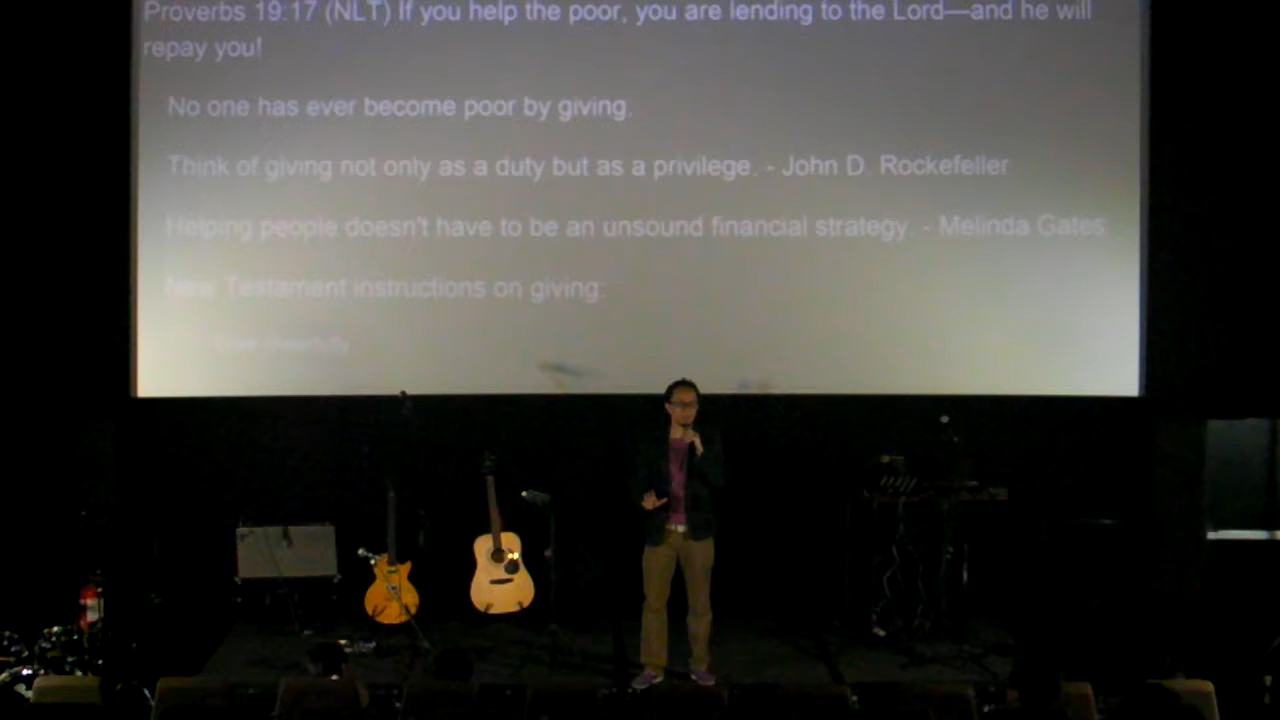 Proverbs 19:17 (NLT) If you help the poor, you are lending to the Lord—and he will
repay you!
No one has ever become poor by giving.
Think of giving not only as a duty but as a privilege. - John D. Rockefeller
Helping people doesn't have to be an unsound financial strategy. - Melinda Gates
New Testament instructions on giving:
cheerfully